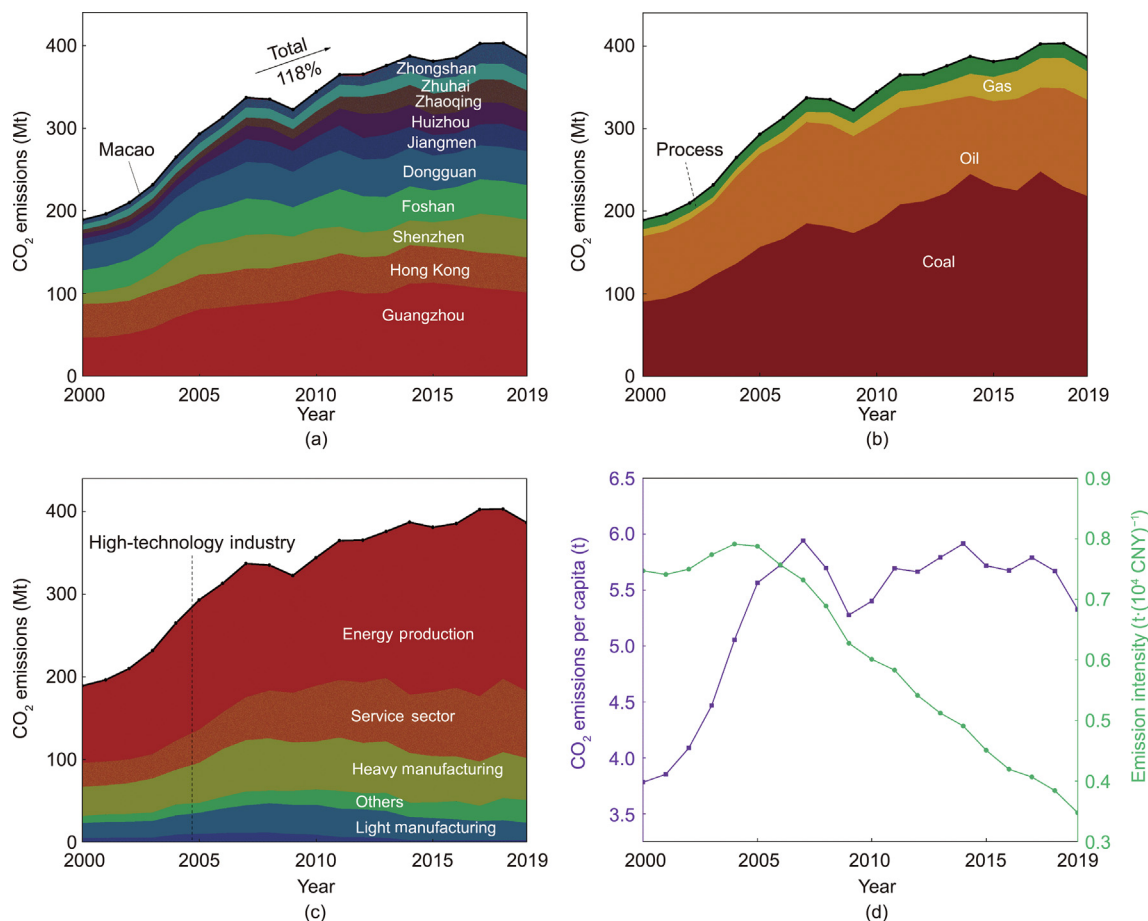 400
300
200
100
0
CO2 emissions (Mt)
Total
118%
Macao
Zhongshan
Zhuhai
Zhaoqing
Huizhou
Jiangmen
Dongguan
Foshan
Shenzhen
Hong Kong
Guangzhou
2000
2005
2010
2015
2019
Year
(a)
400
300
200
100
0
CO2 emissions (Mt)
Process
Gas
Oil
Coal
2000
2005
2010
2015
2019
Year
(b)
400
300
200
100
0
CO2 emissions (Mt)
High-technology industry
Energy production
Service sector
Heavy manufacturing
Others
Light manufacturing
2000
2005
2010
2015
2019
Year
(c)
6.5
6.0
5.5
5.0
4.5
4.0
3.5
CO2 emissions per capita (t)
0.9
0.8
0.7
0.6
0.5
0.4
0.3
Emission intensity (t·(10⁴ CNY)⁻¹)
2000
2005
2010
2015
2019
Year
(d)